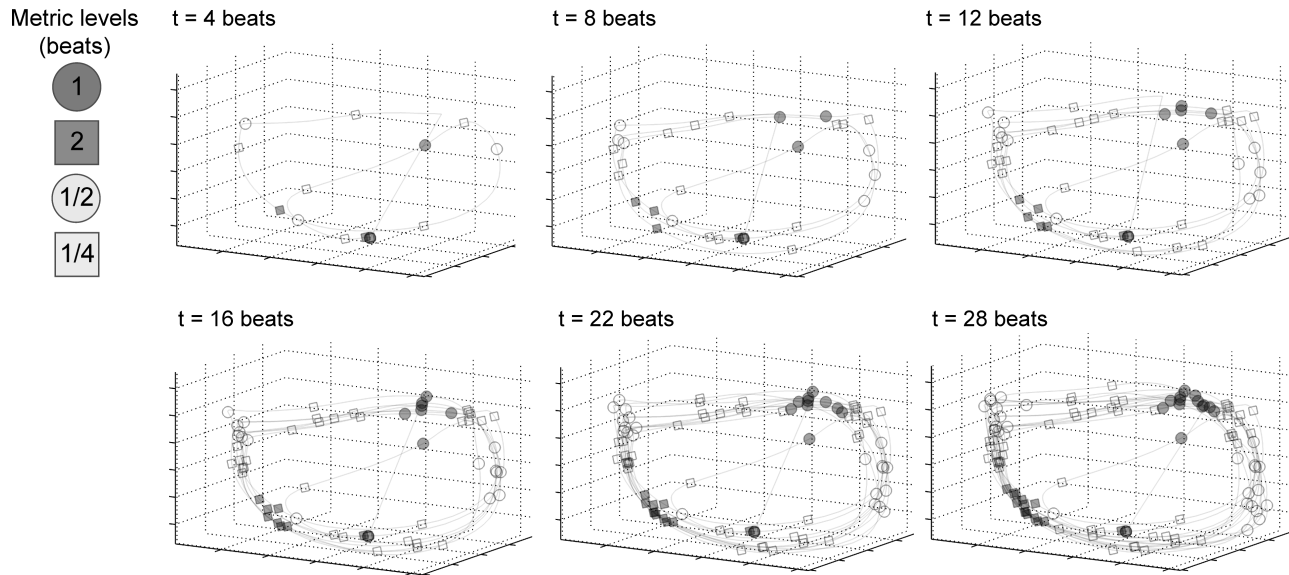 Metric levels
(beats)
1
2
1/2
1/4
t = 4 beats
t = 8 beats
t = 12 beats
t = 16 beats
t = 22 beats
t = 28 beats